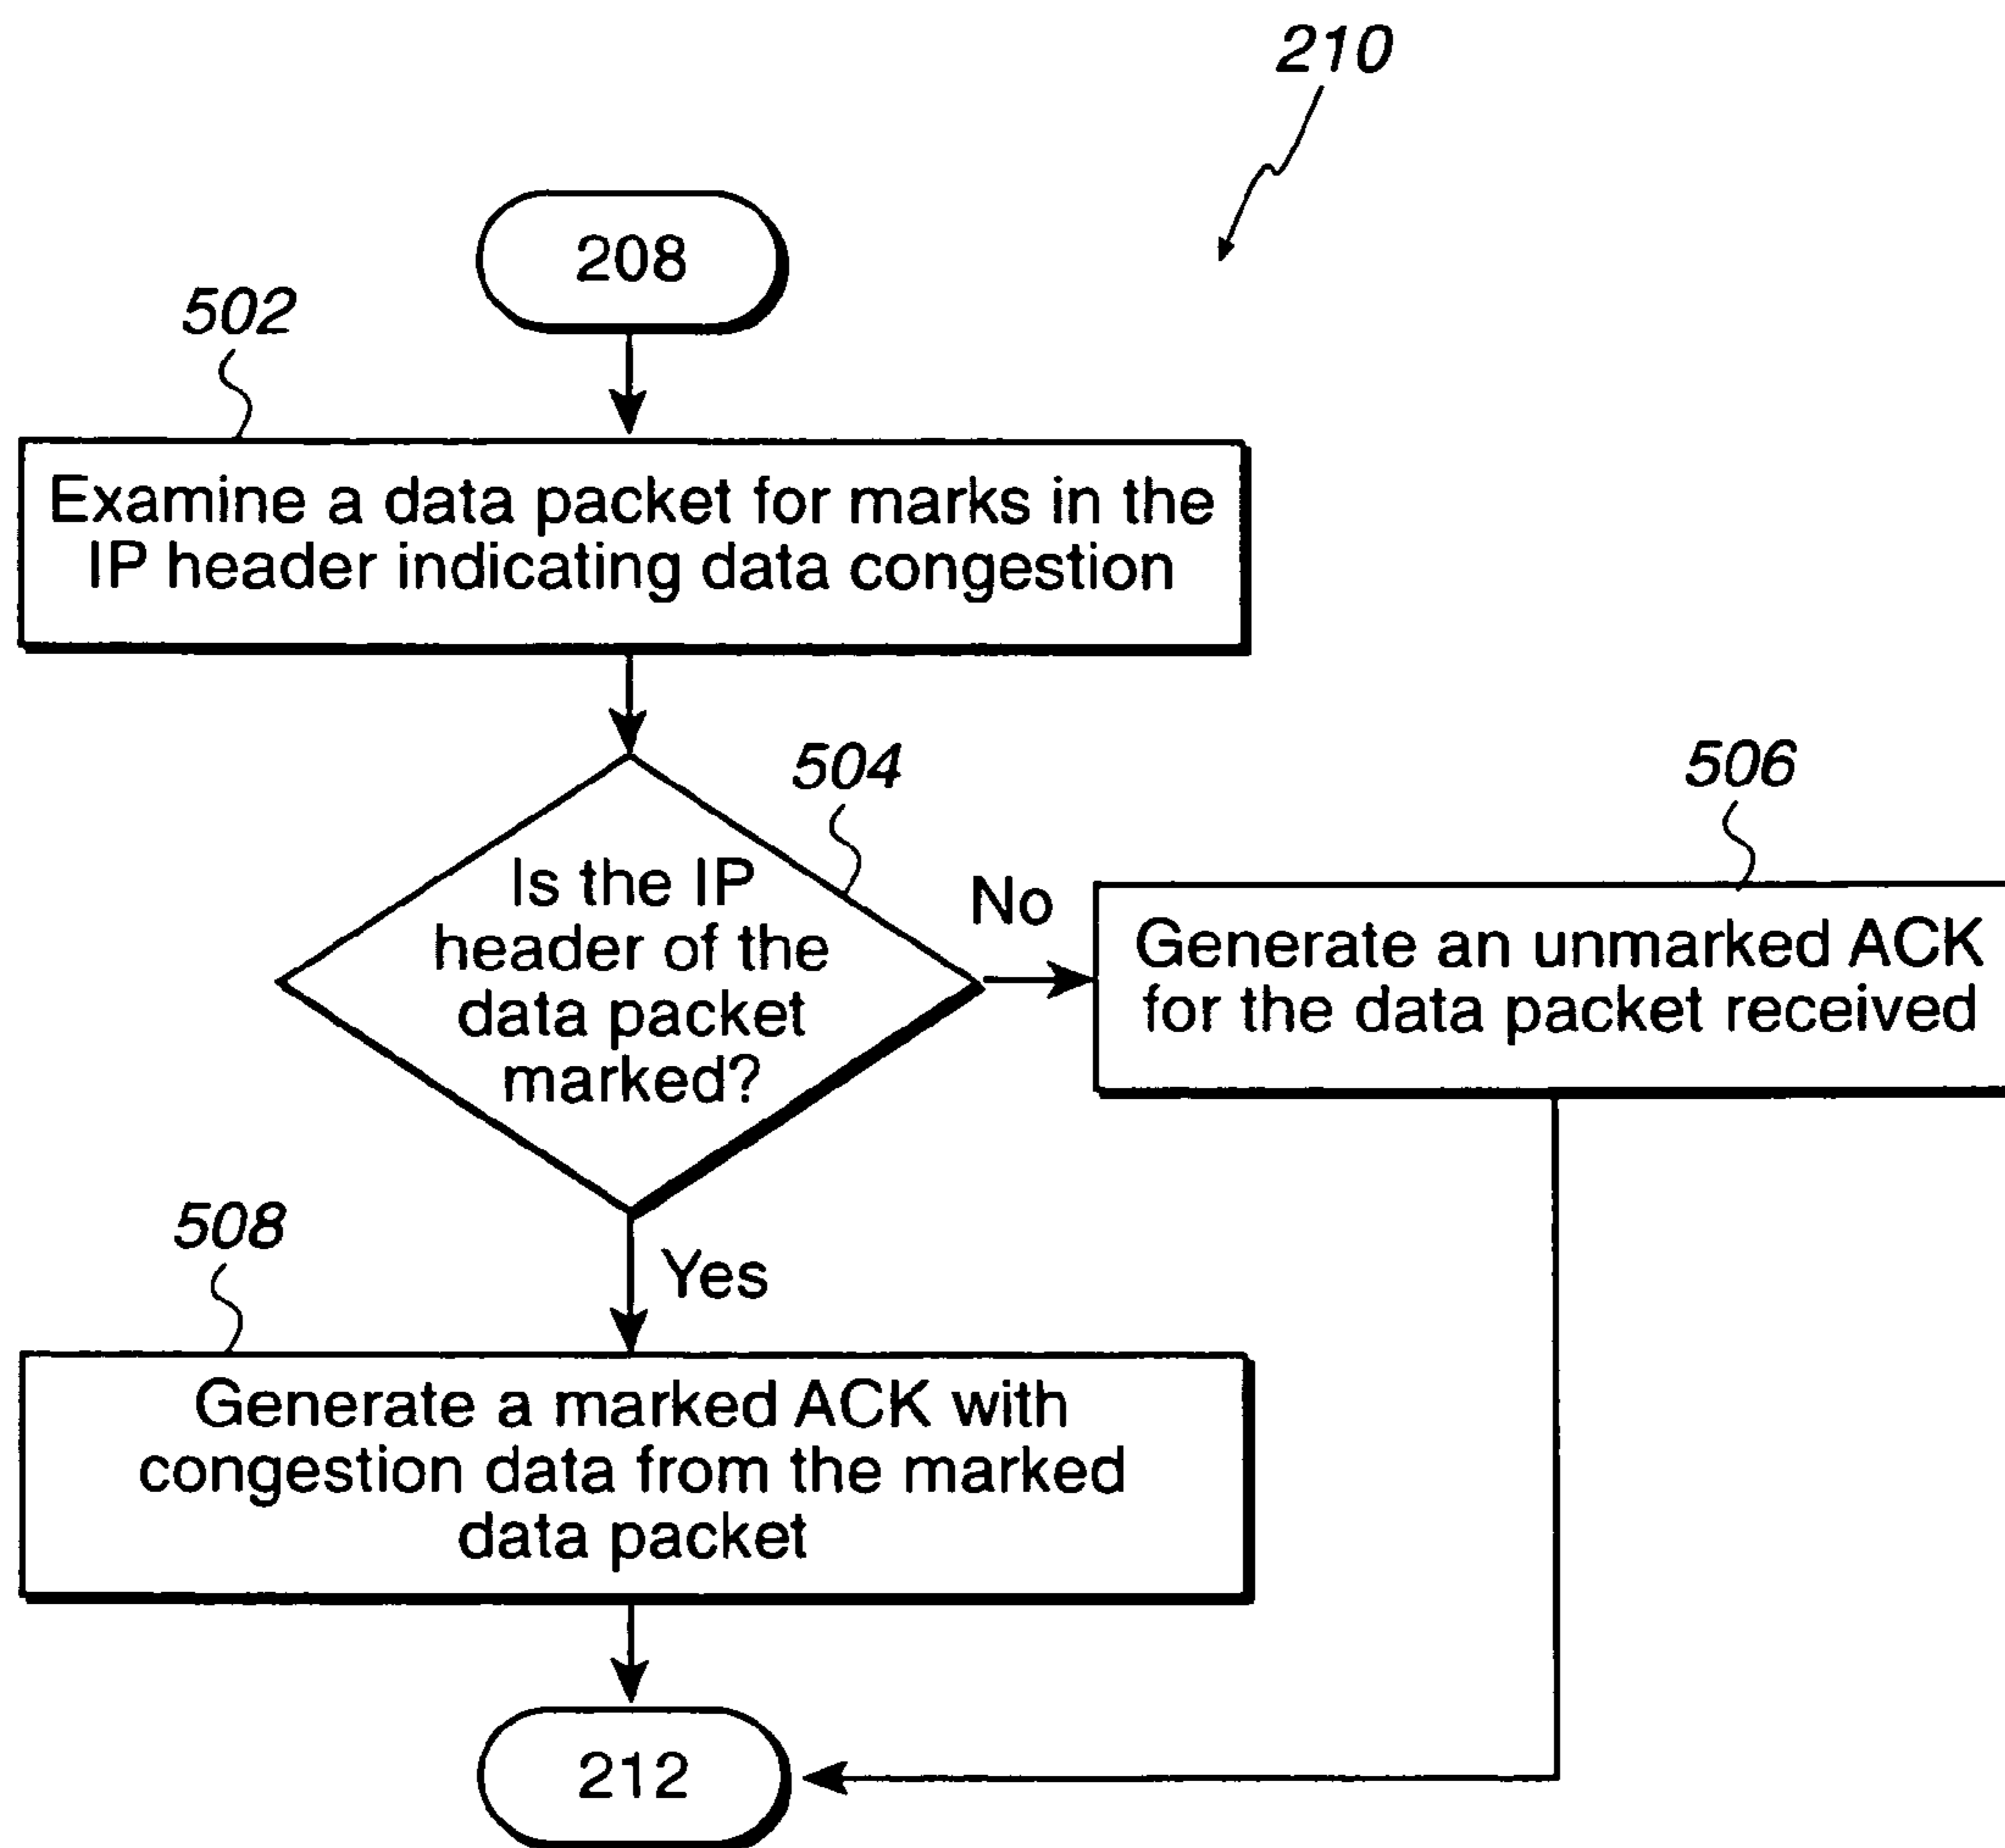 210
208
502
Examine a data packet for marks in the
IP header indicating data congestion
504
Is the IP
header of the
data packet
marked?
No
506
Generate an unmarked ACK
for the data packet received
508
Yes
Generate a marked ACK with
congestion data from the marked
data packet
212